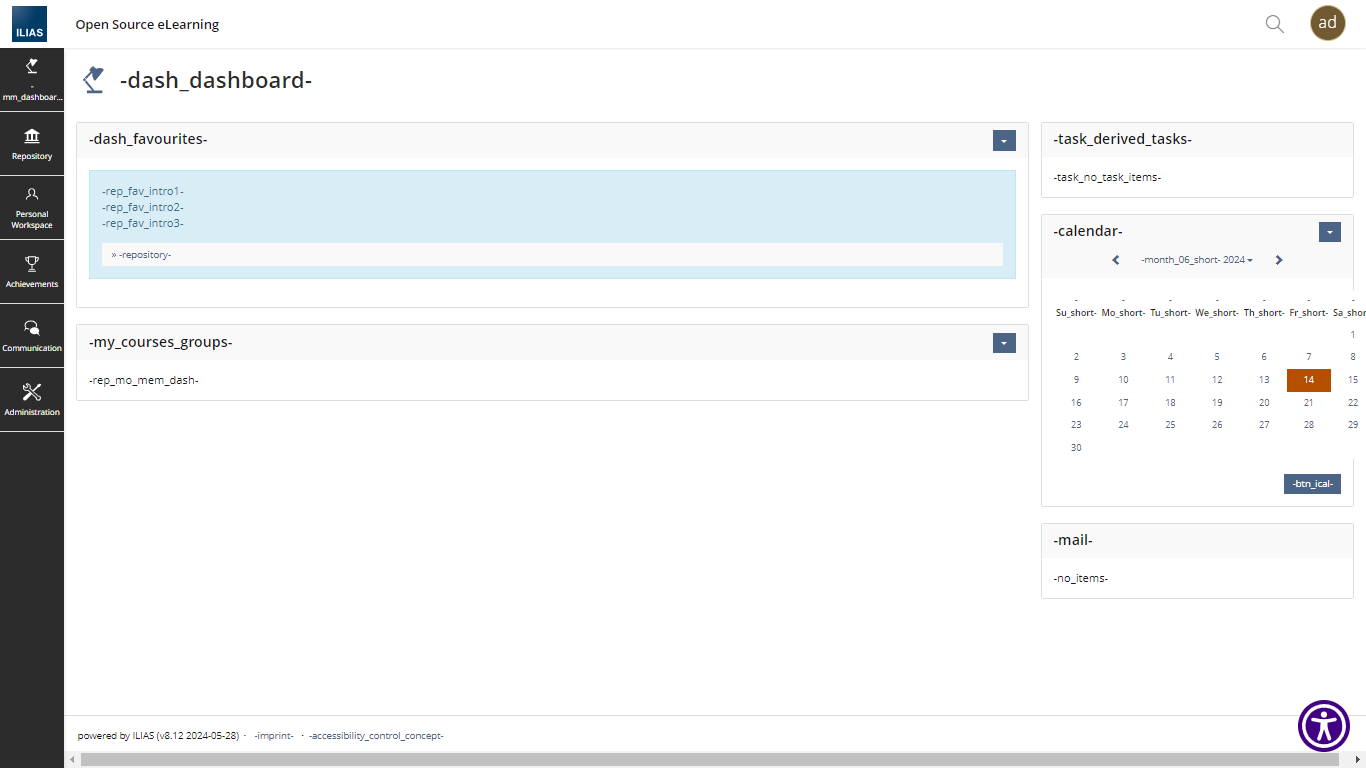 ILIAS
Open Source eLearning
ad
-
mm_dashboar...
Repository
Personal
Workspace
Achievements
Communication
Administration
-dash_dashboard-
-dash_favourites-
-rep_fav_intro1-
-rep_fav_intro2-
-rep_fav_intro3-
» -repository-
-my_courses_groups-
-rep_mo_mem_dash-
-task_derived_tasks-
-task_no_task_items-
-calendar-
-month_06_short- 2024
- - - - - - -
Su_short- Mo_short- Tu_short- We_short- Th_short- Fr_short- Sa_shor
1
2 3 4 5 6 7 8
9 10 11 12 13 14 15
16 17 18 19 20 21 22
23 24 25 26 27 28 29
30
-btn_ical-
-mail-
-no_items-
powered by ILIAS (v8.12 2024-05-28) · -imprint- · -accessibility_control_concept-